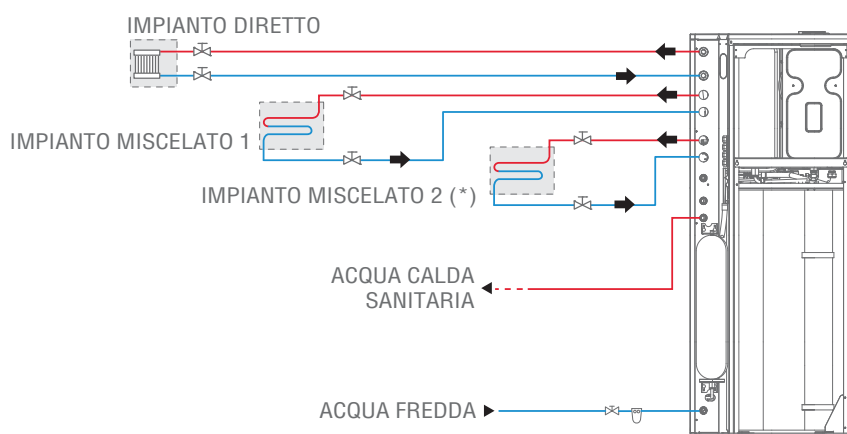 IMPIANTO DIRETTO
IMPIANTO MISCELATO 1
IMPIANTO MISCELATO 2 (*)
ACQUA CALDA
SANITARIA
ACQUA FREDDA